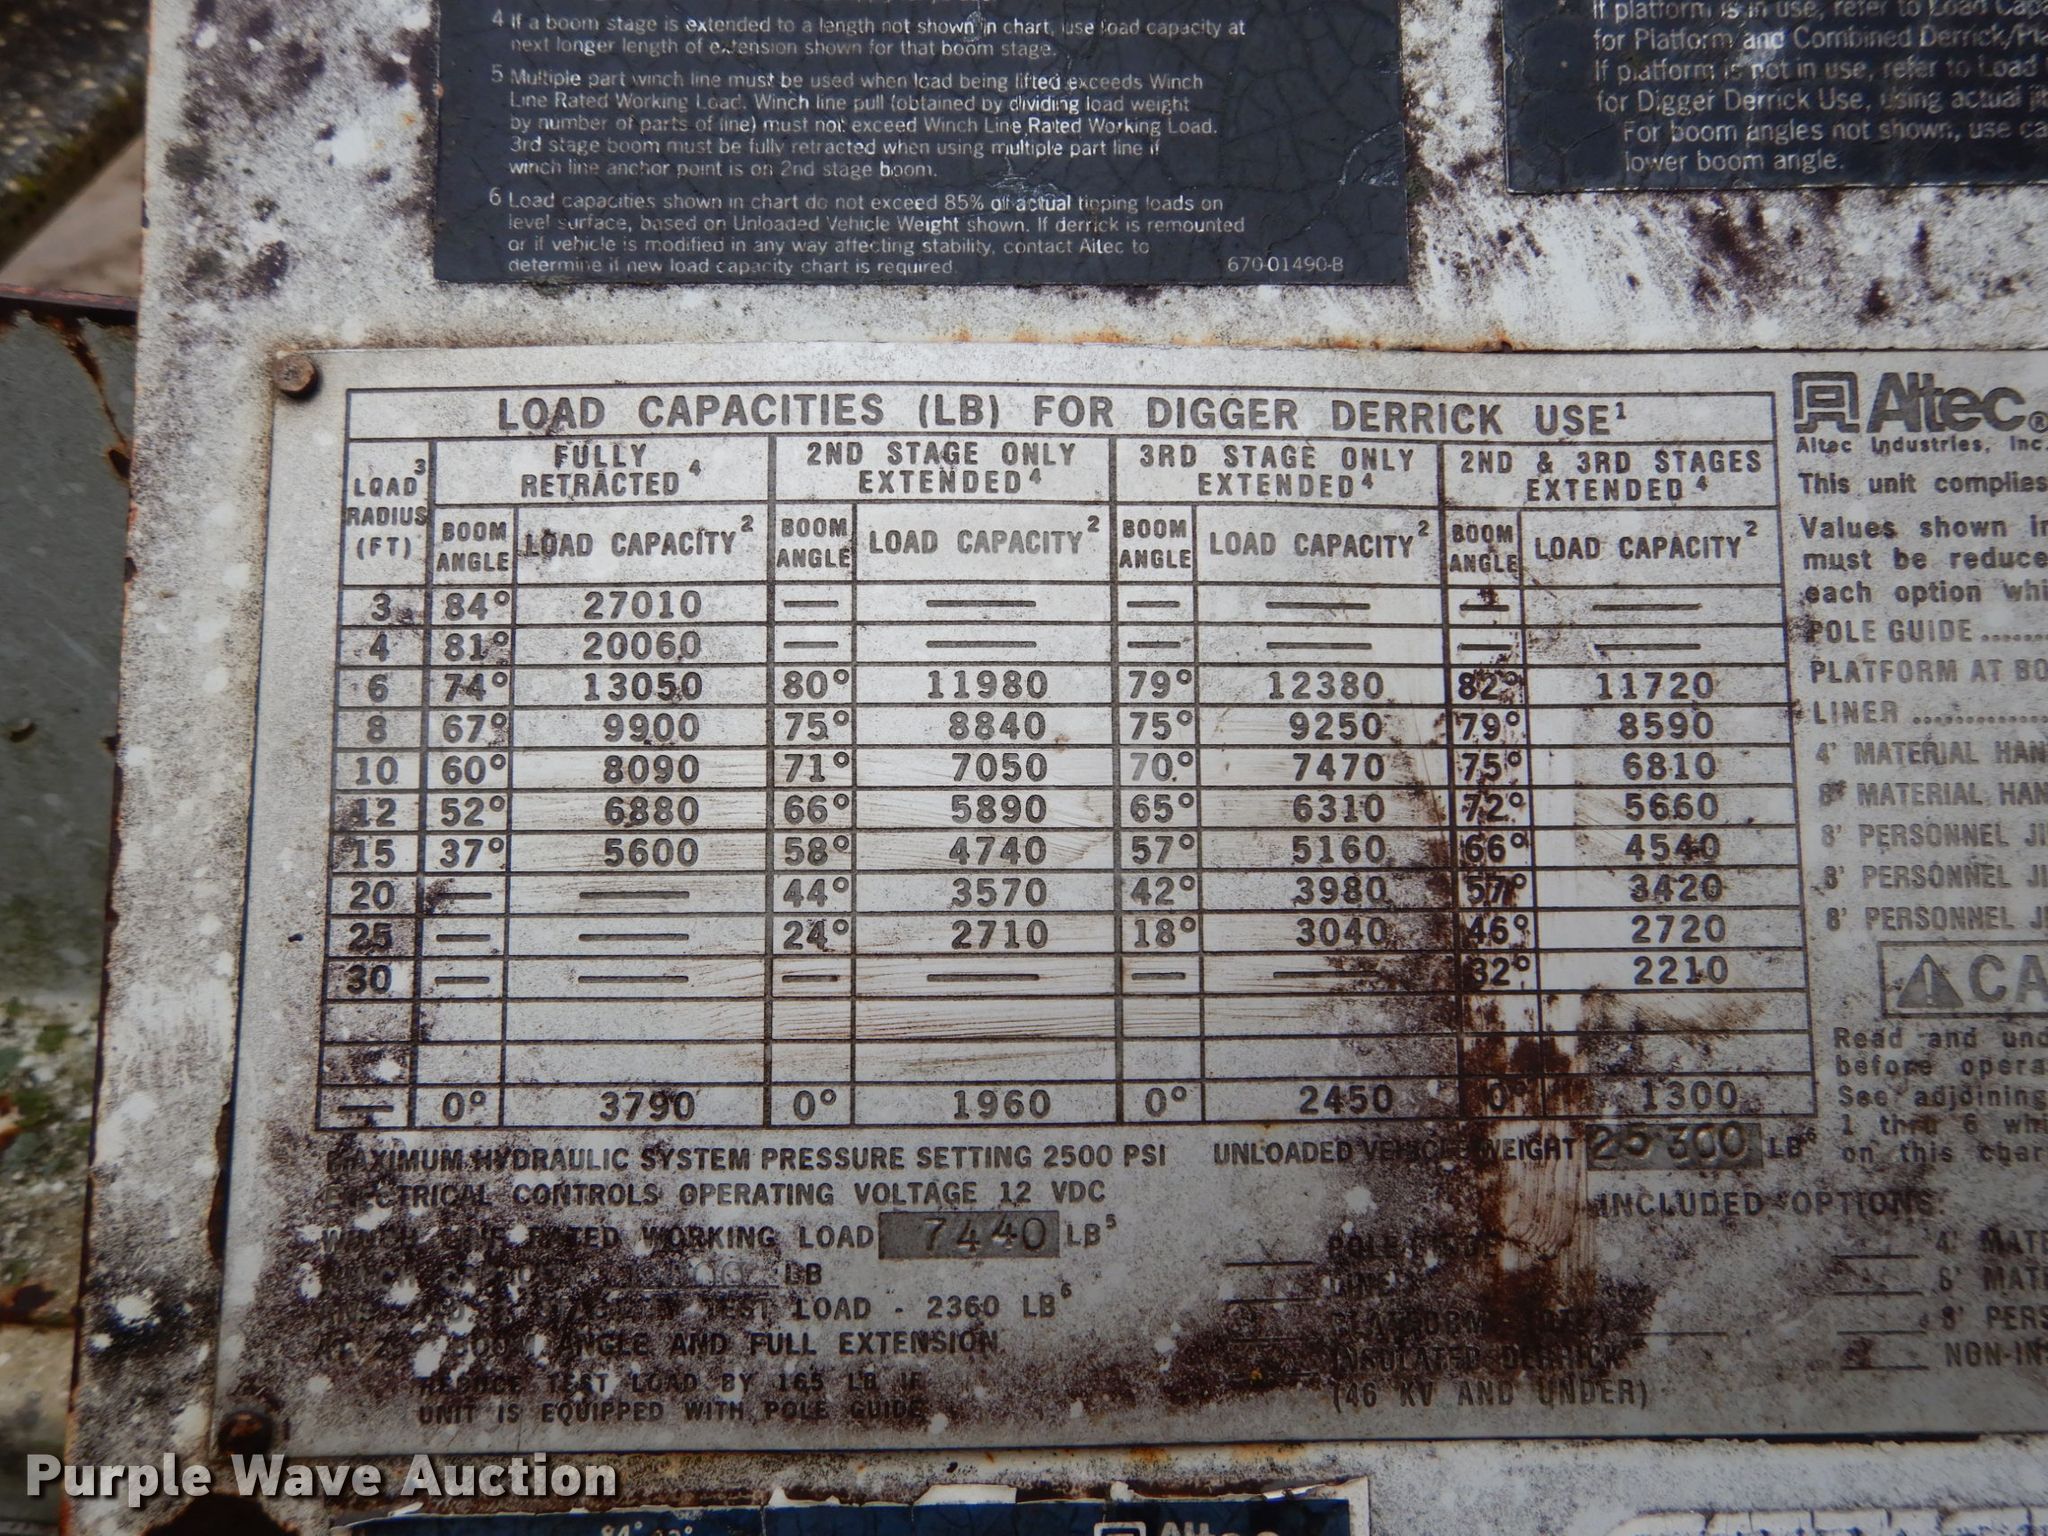 4 If a boom stage is extended to a length not shown in chart, use load capacity at
next longer length of extension shown for that boom stage.
5 Multiple part winch line must be used when load being lifted exceeds Winch
Line Rated Working Load. Winch line pull (obtained by dividing load weight
by number of parts of line) must not exceed Winch Line Rated Working Load.
3rd stage boom must be fully retracted when using multiple part line if
winch line anchor point is on 2nd stage boom.
6 Load capacities shown in chart do not exceed 85% of actual tipping loads on
level surface, based on Unloaded Vehicle Weight shown. If derrick is remounted
or if vehicle is modified in any way affecting stability, contact Altec to
determine if new load capacity chart is required.
670-01490-B
If platform is in use, refer to Load
for Platform and Combined Derrick/
If platform is not in use, refer to Load
for Digger Derrick Use, using actual
For boom angles not shown, use
lower boom angle.
LOAD CAPACITIES (LB) FOR DIGGER DERRICK USE¹
LOAD³ RADIUS (FT) FULLY RETRACTED⁴ 2ND STAGE ONLY EXTENDED⁴ 3RD STAGE ONLY EXTENDED⁴ 2ND & 3RD STAGES EXTENDED⁴
BOOM ANGLE LOAD CAPACITY² BOOM ANGLE LOAD CAPACITY² BOOM ANGLE LOAD CAPACITY² BOOM ANGLE LOAD CAPACITY²
3 84° 27010 — — — — — —
4 81° 20060 — — — — — —
6 74° 13050 80° 11980 79° 12380 82° 11720
8 67° 9900 75° 8840 75° 9250 79° 8590
10 60° 8090 71° 7050 70° 7470 75° 6810
12 52° 6880 66° 5890 65° 6310 72° 5660
15 37° 5600 58° 4740 57° 5160 66° 4540
20 — — 44° 3570 42° 3980 57° 3420
25 — — 24° 2710 18° 3040 46° 2720
30 — — — — — — 32° 2210
— 0° 3790 0° 1960 0° 2450 0° 1300
MAXIMUM HYDRAULIC SYSTEM PRESSURE SETTING 2500 PSI
ELECTRICAL CONTROLS OPERATING VOLTAGE 12 VDC
WINCH LINE RATED WORKING LOAD 7440 LB⁵
LB
TEST LOAD - 2360 LB⁶
ANGLE AND FULL EXTENSION.
REDUCE TEST LOAD BY 165 LB IF
UNIT IS EQUIPPED WITH POLE GUIDE
UNLOADED VEHICLE WEIGHT 25300 LB⁶
INCLUDED OPTIONS:
POLE GUIDE
LINER
INSULATED DERRICK
(46 KV AND UNDER)
4'
8'
8' PERS
NON-IN
Altec®
Altec Industries, Inc.
This unit complies
Values shown in
must be
each option
POLE GUIDE
PLATFORM AT
LINER
4' MATERIAL
8' MATERIAL
8' PERSONNEL
8' PERSONNEL
8' PERSONNEL
Read and
before
See adjoining
1 thru 6
on this
84°
Purple Wave Auction